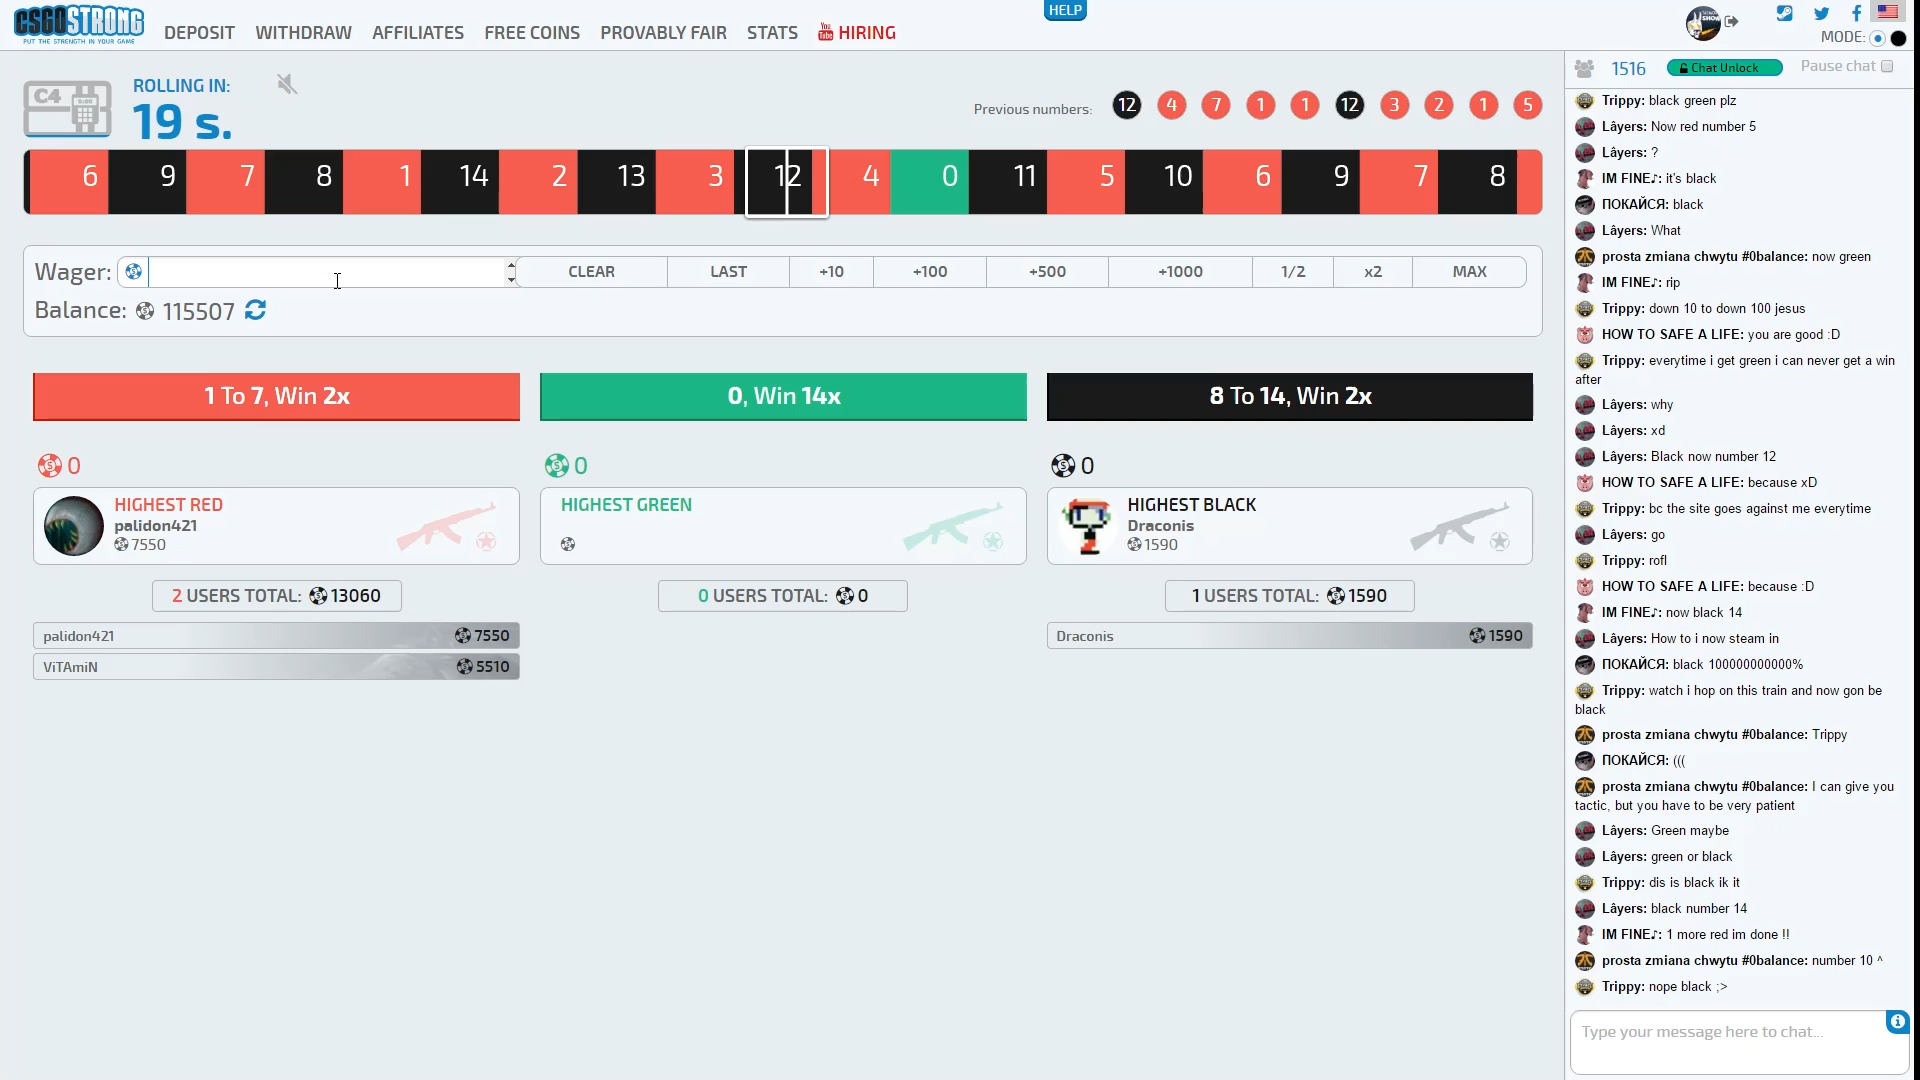 CSGOSTRONG
PUT THE STRENGTH IN YOUR GAME
DEPOSIT WITHDRAW AFFILIATES FREE COINS PROVABLY FAIR STATS You Tube HIRING
HELP
MODE:
C4
ROLLING IN:
19 s.
Previous numbers: 12 4 7 1 1 12 3 2 1 5
6 9 7 8 1 14 2 13 3 12 4 0 11 5 10 6 9 7 8
Wager: CLEAR LAST +10 +100 +500 +1000 1/2 x2 MAX
Balance: 115507
1 To 7, Win 2x
0, Win 14x
8 To 14, Win 2x
0
0
0
HIGHEST RED
palidon421
7550
HIGHEST GREEN
HIGHEST BLACK
Draconis
1590
2 USERS TOTAL: 13060
0 USERS TOTAL: 0
1 USERS TOTAL: 1590
palidon421 7550
ViTAmiN 5510
Draconis 1590
1516 Chat Unlock Pause chat
Trippy: black green plz
Lâyers: Now red number 5
Lâyers: ?
IM FINE♪: it's black
ПОКАЙСЯ: black
Lâyers: What
prosta zmiana chwytu #0balance: now green
IM FINE♪: rip
Trippy: down 10 to down 100 jesus
HOW TO SAFE A LIFE: you are good :D
Trippy: everytime i get green i can never get a win
after
Lâyers: why
Lâyers: xd
Lâyers: Black now number 12
HOW TO SAFE A LIFE: because xD
Trippy: bc the site goes against me everytime
Lâyers: go
Trippy: rofl
HOW TO SAFE A LIFE: because :D
IM FINE♪: now black 14
Lâyers: How to i now steam in
ПОКАЙСЯ: black 100000000000%
Trippy: watch i hop on this train and now gon be
black
prosta zmiana chwytu #0balance: Trippy
ПОКАЙСЯ: (((
prosta zmiana chwytu #0balance: I can give you
tactic, but you have to be very patient
Lâyers: Green maybe
Lâyers: green or black
Trippy: dis is black ik it
Lâyers: black number 14
IM FINE♪: 1 more red im done !!
prosta zmiana chwytu #0balance: number 10 ^
Trippy: nope black ;>
Type your message here to chat...